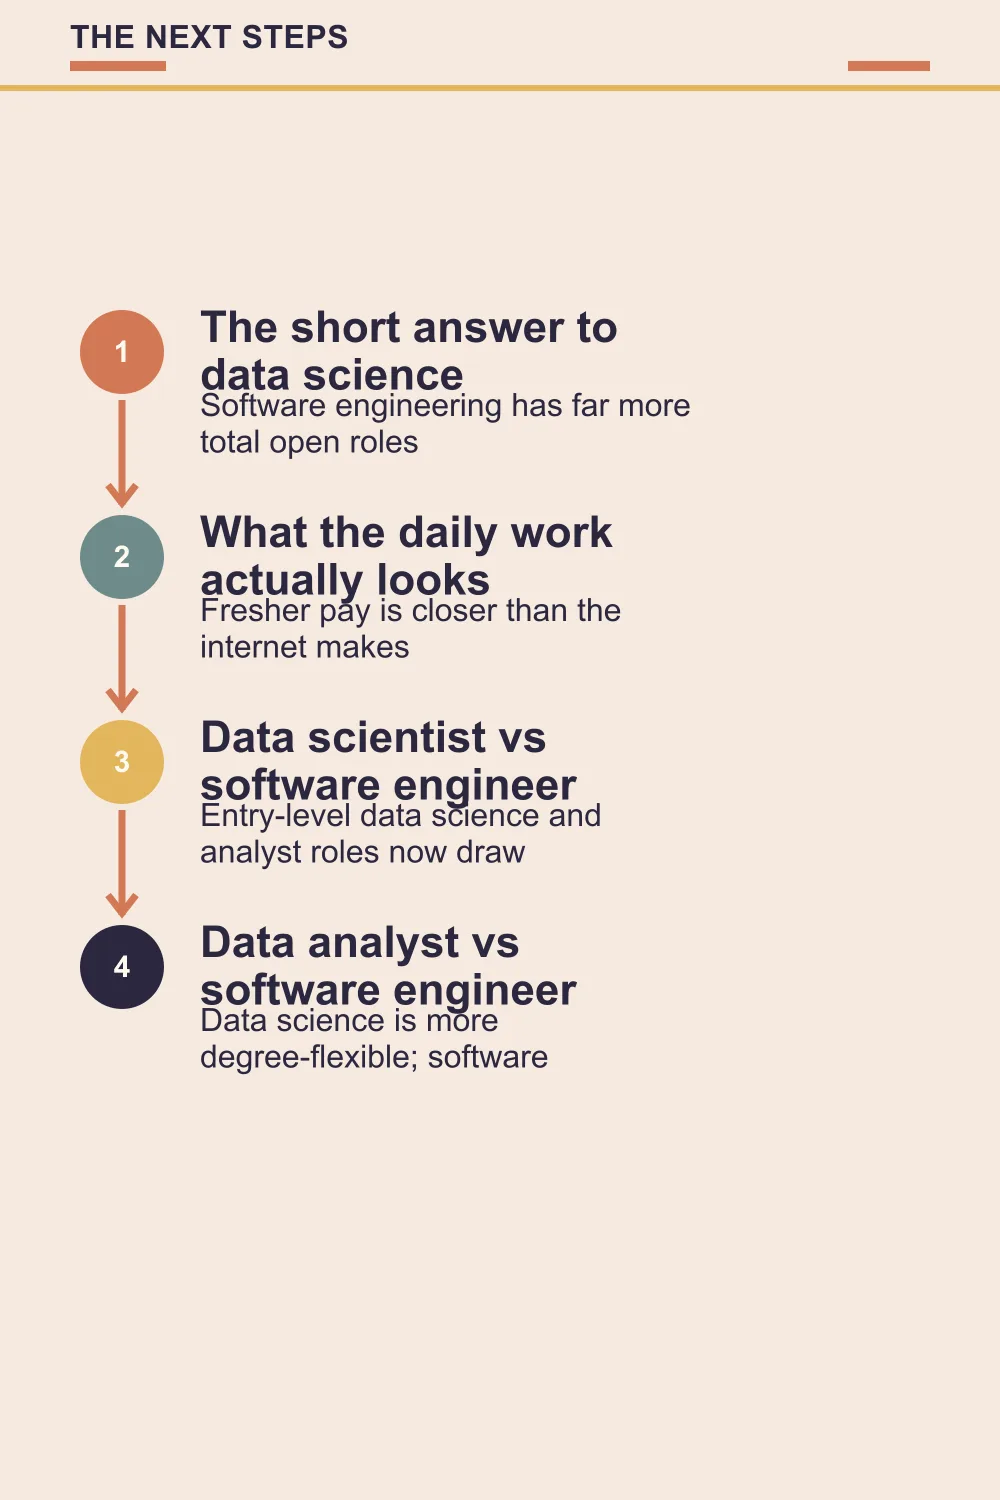 THE NEXT STEPS
1
The short answer to
data science
Software engineering has far more
total open roles
2
What the daily work
actually looks
Fresher pay is closer than the
internet makes
3
Data scientist vs
software engineer
Entry-level data science and
analyst roles now draw
4
Data analyst vs
software engineer
Data science is more
degree-flexible; software